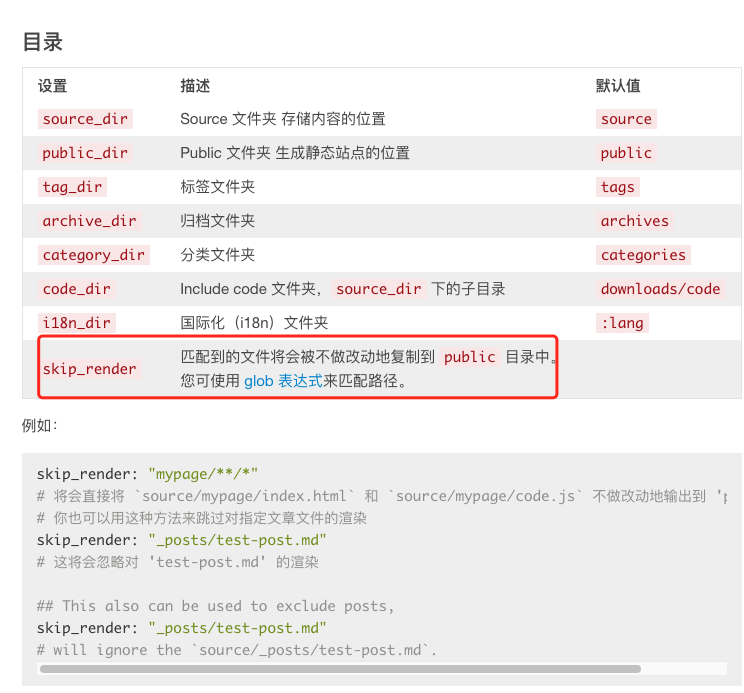 目录
设置 描述 默认值
source_dir Source 文件夹 存储内容的位置 source
public_dir Public 文件夹 生成静态站点的位置 public
tag_dir 标签文件夹 :tags
archive_dir 归档文件夹 archives
category_dir 分类文件夹 categories
code_dir Include code 文件夹， source_dir 下的子目录 downloads/code
i18n_dir 国际化（i18n）文件夹 :lang
skip_render 匹配到的文件将会被不做改动地复制到 public 目录中。
您可使用 glob 表达式来匹配路径。
例如：
skip_render: "mypage/**/*"
# 将会直接将 `source/mypage/index.html` 和 `source/mypage/code.js` 不做改动地输出到 '
# 你也可以用这种方法来跳过对指定文章文件的渲染
skip_render: "_posts/test-post.md"
# 这将会忽略对 'test-post.md' 的渲染
## This also can be used to exclude posts,
skip_render: "_posts/test-post.md"
# will ignore the `source/_posts/test-post.md`.